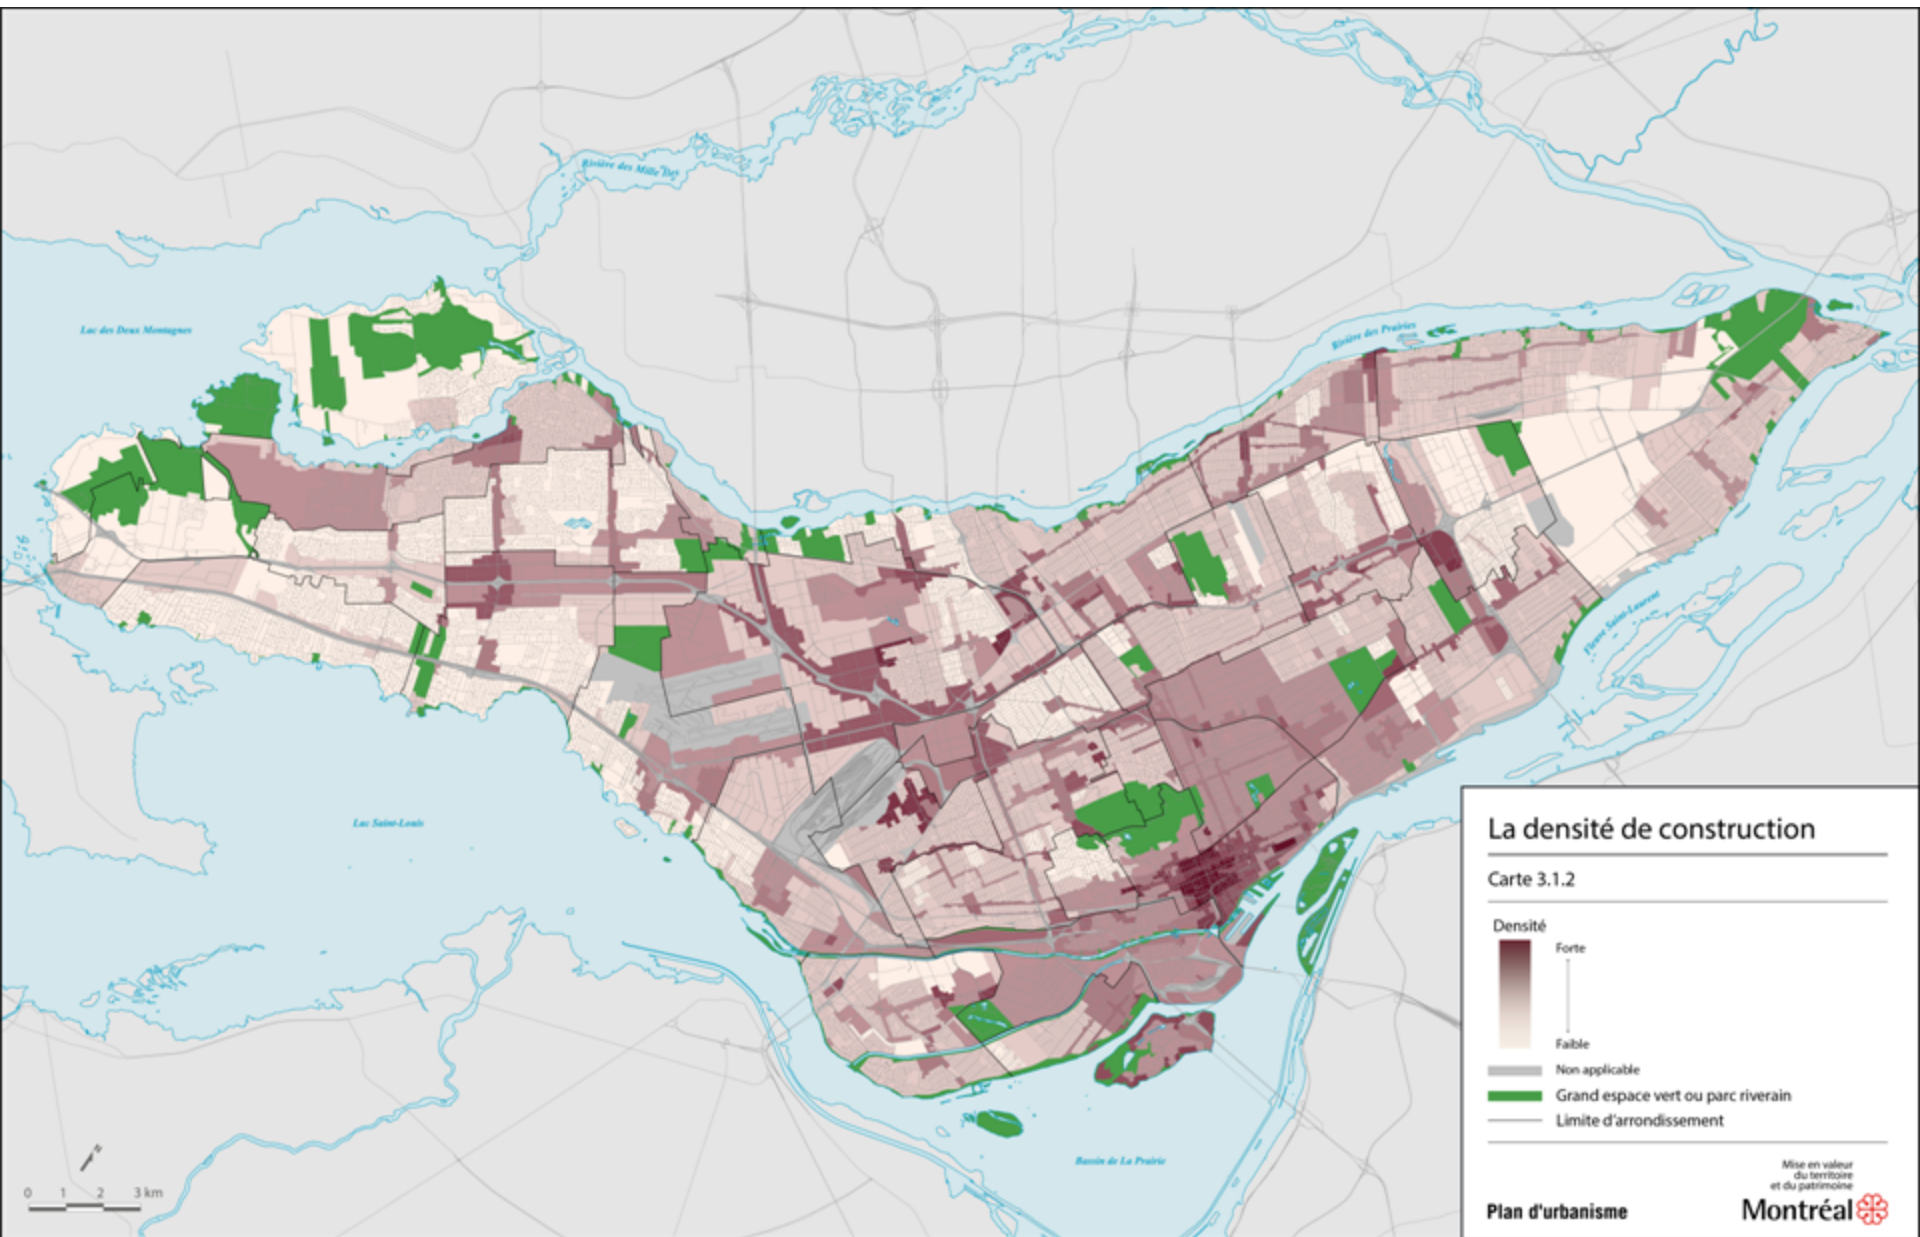 Rivière des Mille Îles
Lac des Deux Montagnes
Rivière des Prairies
Fleuve Saint-Laurent
Lac Saint-Louis
Bassin de La Prairie
La densité de construction
Carte 3.1.2
Densité
Forte
Faible
Non applicable
Grand espace vert ou parc riverain
Limite d'arrondissement
Mise en valeur
du territoire
et du patrimoine
Plan d'urbanisme
Montréal
N
0 1 2 3 km